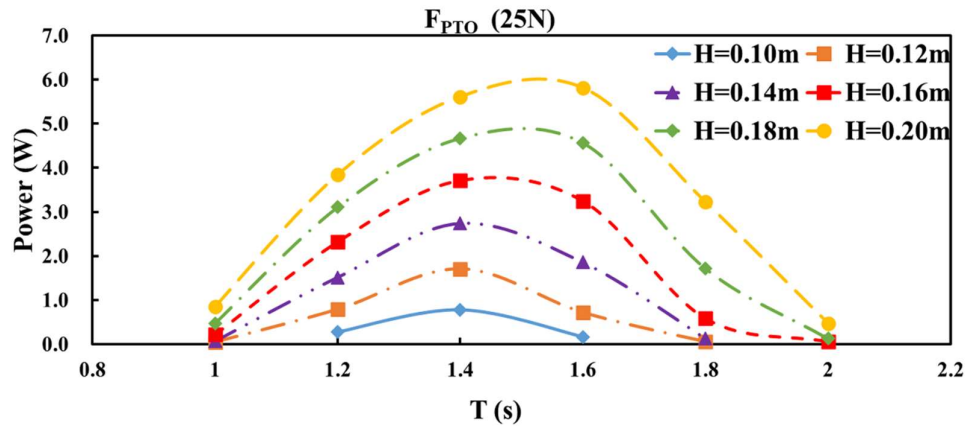 F_PTO (25N)
7.0
6.0
5.0
4.0
3.0
2.0
1.0
0.0
Power (W)
H=0.10m H=0.12m
H=0.14m H=0.16m
H=0.18m H=0.20m
0.8 1 1.2 1.4 1.6 1.8 2 2.2
T (s)